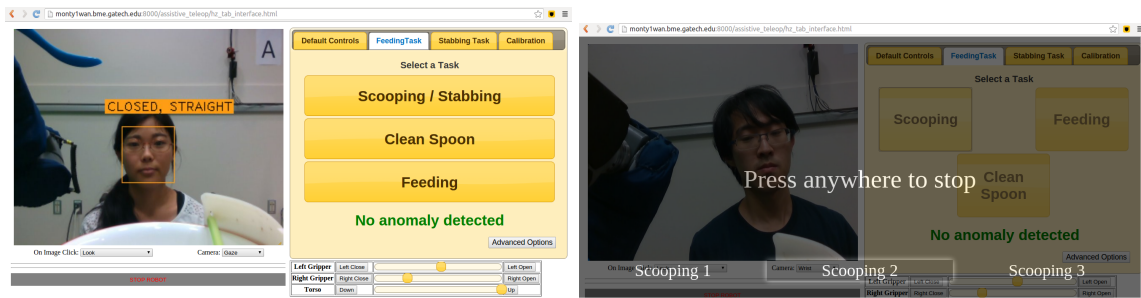 monty1wan.bme.gatech.edu:8000/assistive_teleop/hz_tab_interface.html
A
CLOSED, STRAIGHT
On Image Click: Look
Camera: Gaze
STOP ROBOT
Default Controls FeedingTask Stabbing Task Calibration
Select a Task
Scooping / Stabbing
Clean Spoon
Feeding
No anomaly detected
Advanced Options
Left Gripper Left Close Left Open
Right Gripper Right Close Right Open
Torso Down Up
monty1wan.bme.gatech.edu:8000/assistive_teleop/hz_tab_interface.html
Default Controls FeedingTask Stabbing Task Calibration
Select a Task
Scooping Feeding
Clean
Spoon
Press anywhere to stop
No anomaly detected
Advanced Options
Camera: Wrist
Scooping 1 Scooping 2 Scooping 3
Left Gripper Left Close Left Open
Right Gripper Right Close Right Open